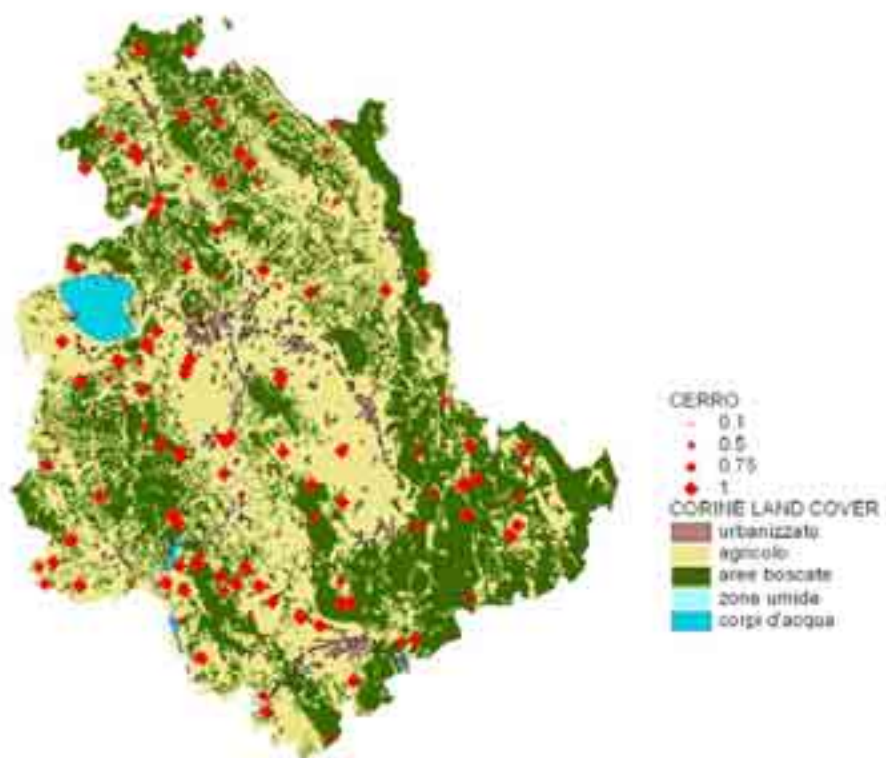 CERRO
0.1
0.5
0.75
1
CORINE LAND COVER
urbanizzato
agricolo
aree boscate
zone umide
corpi d'acqua